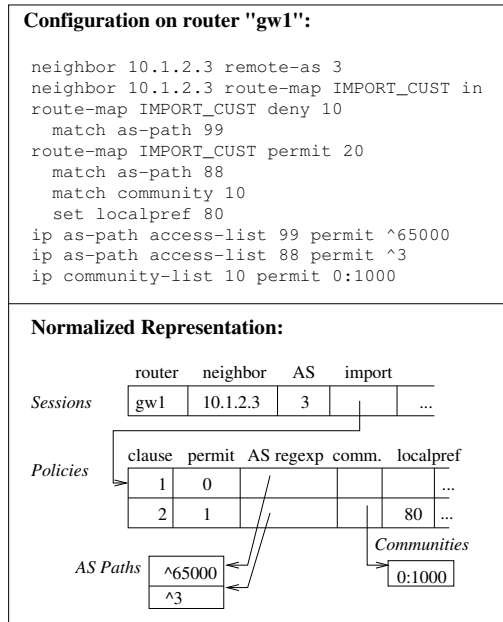 Configuration on router "gw1":
neighbor 10.1.2.3 remote-as 3
neighbor 10.1.2.3 route-map IMPORT_CUST in
route-map IMPORT_CUST deny 10
match as-path 99
route-map IMPORT_CUST permit 20
match as-path 88
match community 10
set localpref 80
ip as-path access-list 99 permit ^65000
ip as-path access-list 88 permit ^3
ip community-list 10 permit 0:1000
Normalized Representation:
router neighbor AS import
Sessions gw1 10.1.2.3 3 ...
clause permit AS regexp comm. localpref
Policies
1 0 ...
2 1 80 ...
Communities
AS Paths ^65000 0:1000
^3